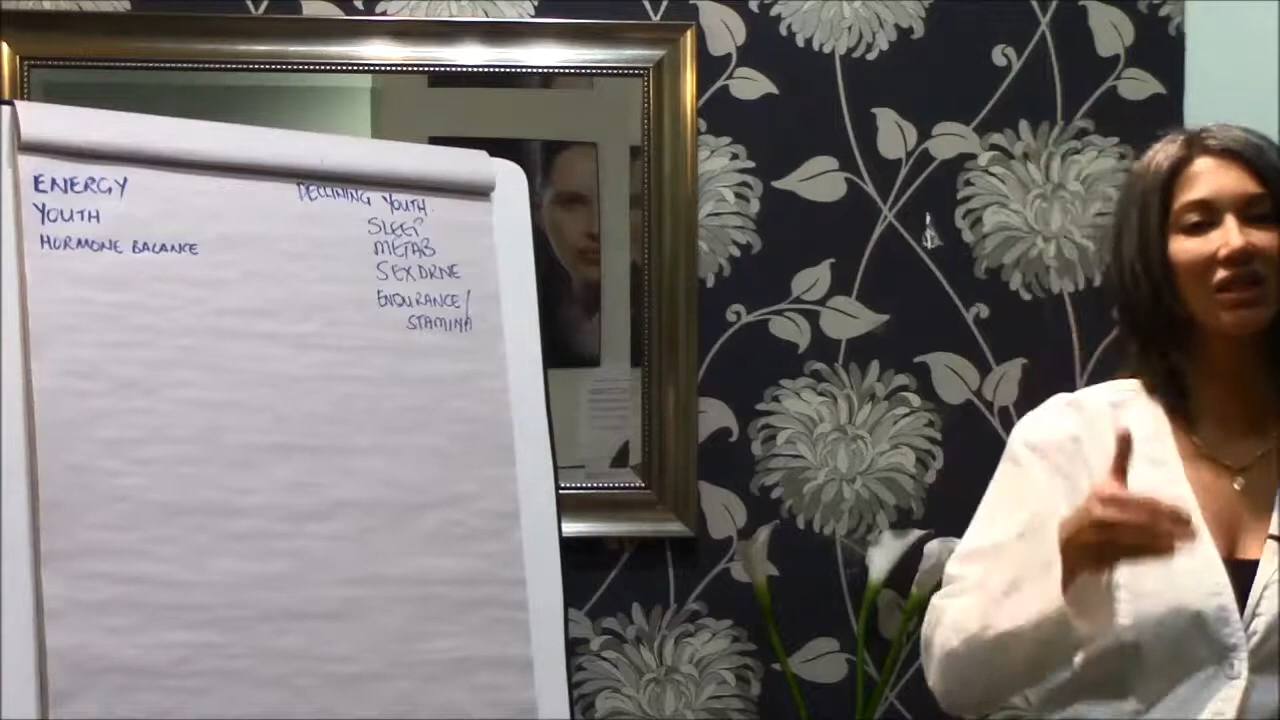 ENERGY
YOUTH
HORMONE BALANCE
DECLINING YOUTH.
SLEEP
METAB
SEX DRIVE
ENDURANCE/
STAMINA